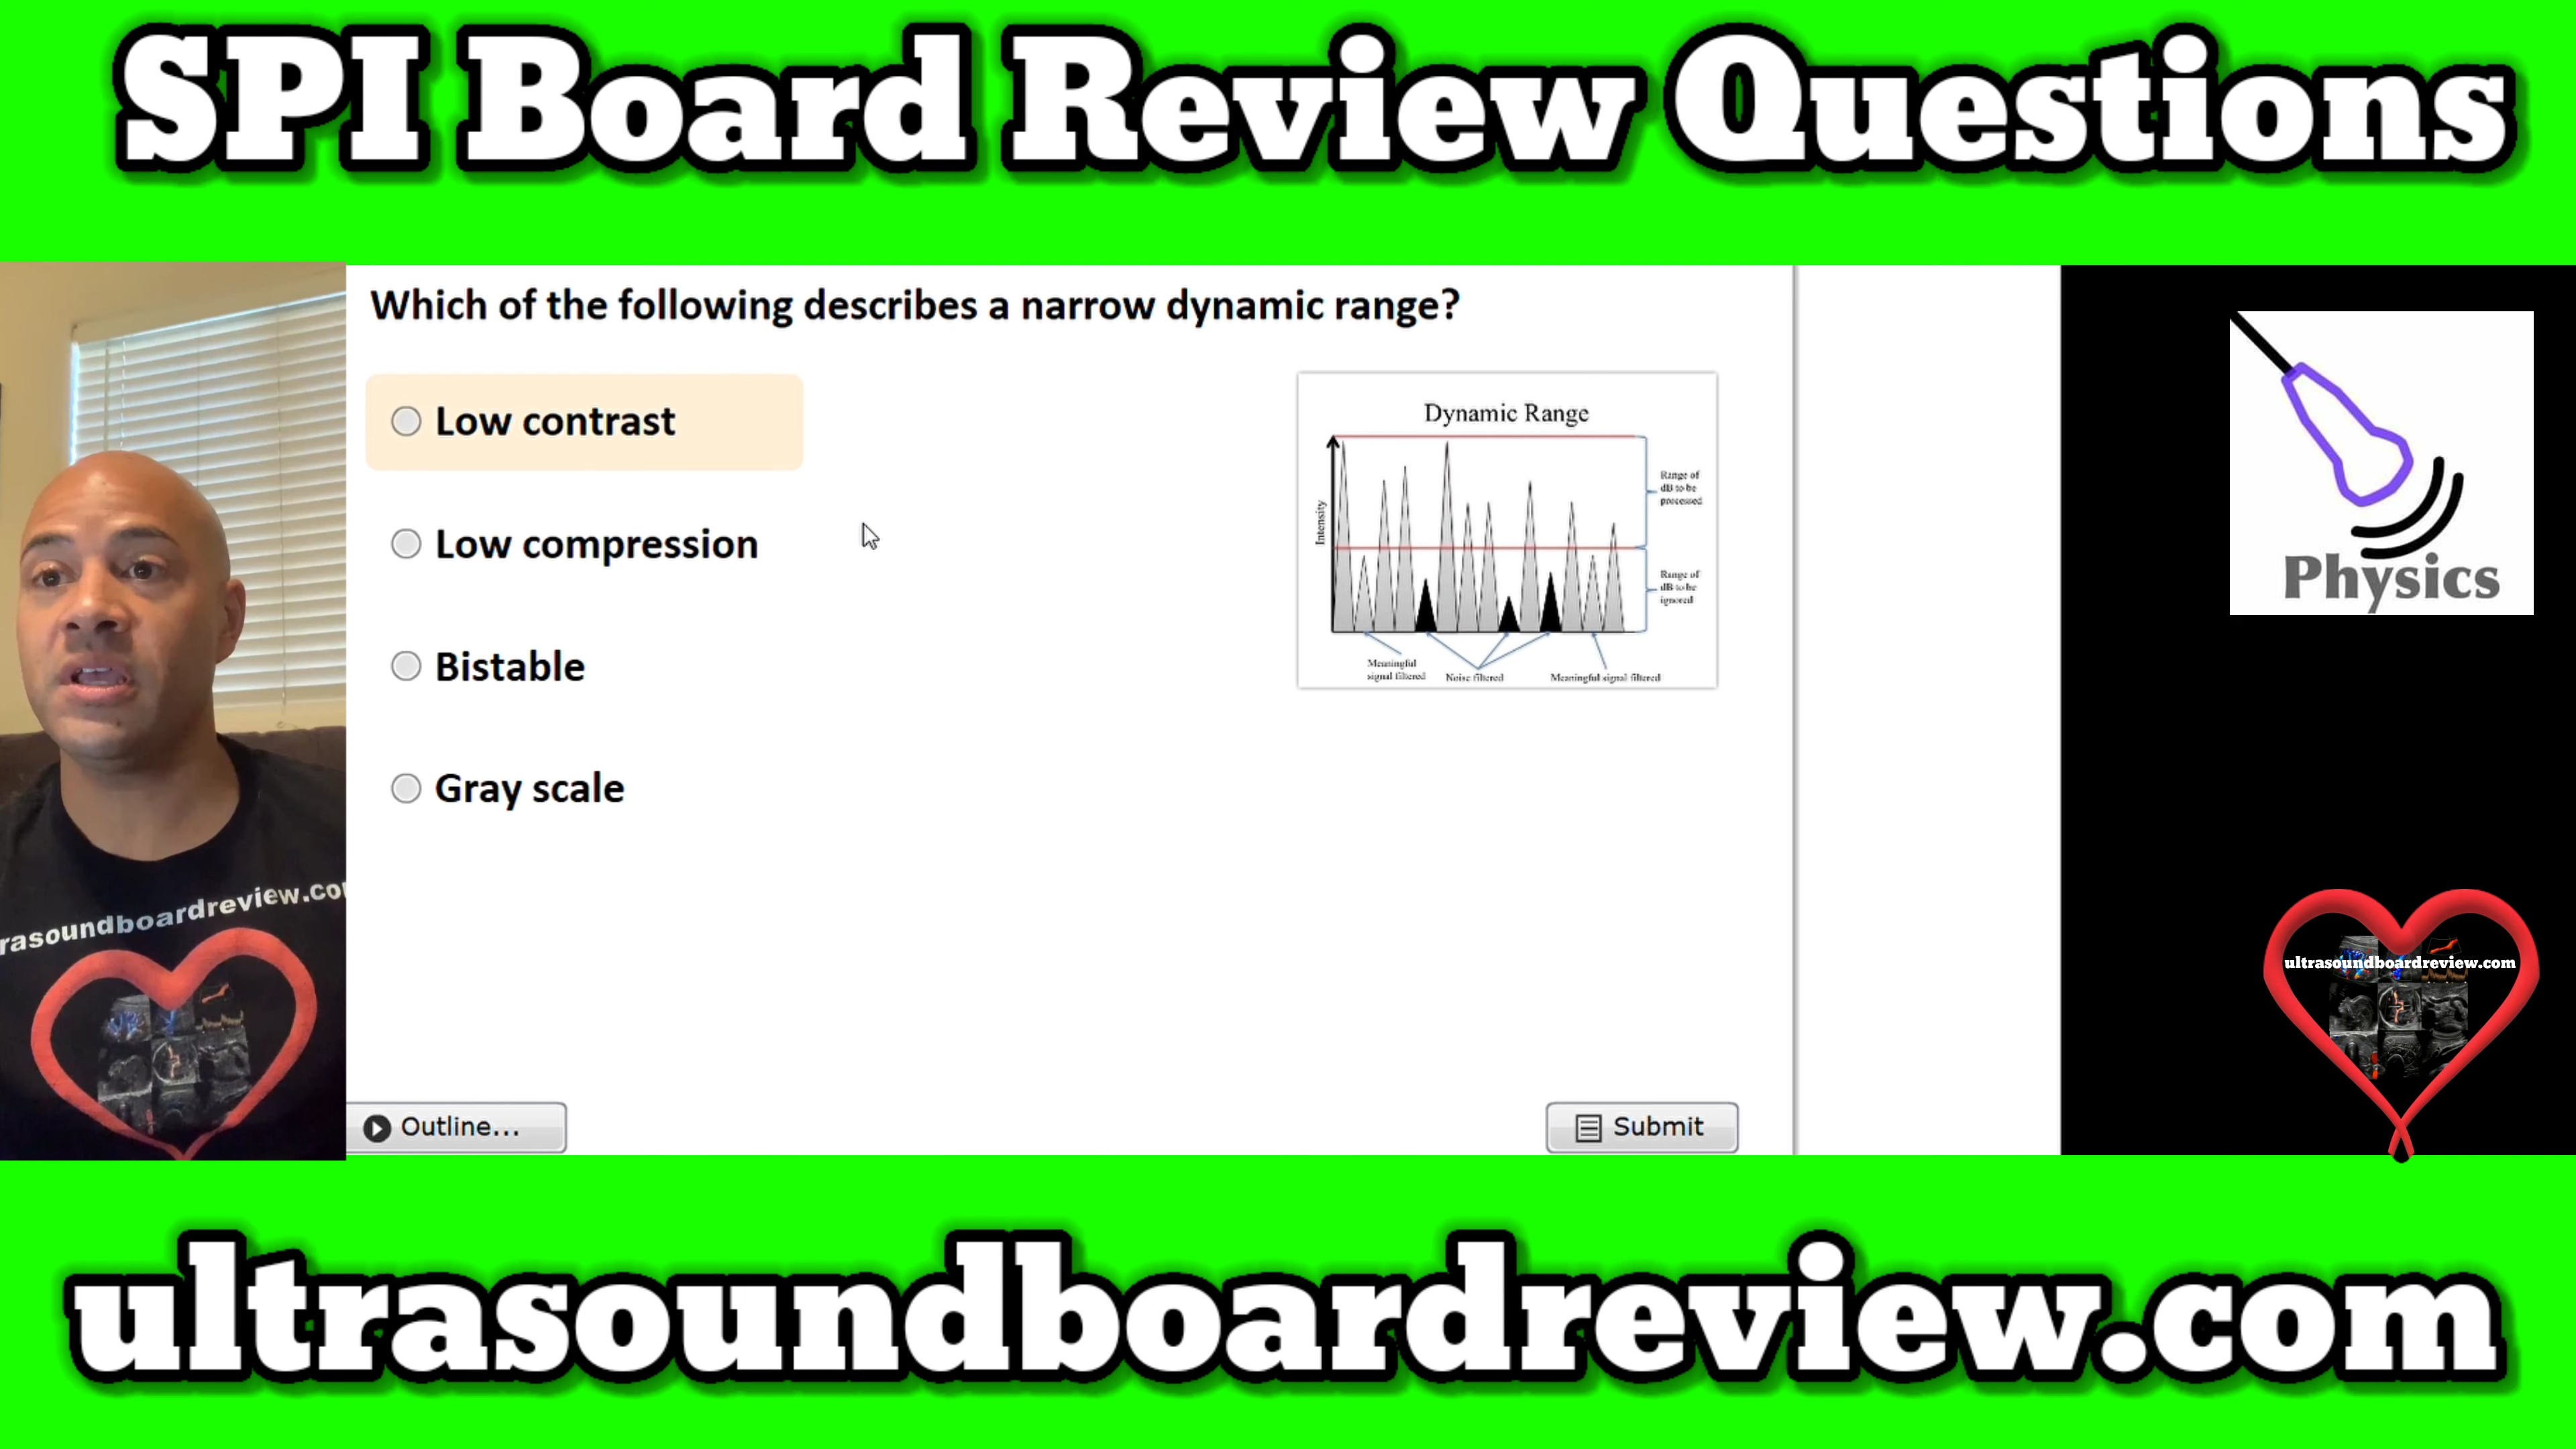 SPI Board Review Questions
Which of the following describes a narrow dynamic range?
Low contrast
Low compression
Bistable
Gray scale
Dynamic Range
Intensity
Range of
dB to be
processed
Range of
dB to be
ignored
Meaningful
signal filtered
Noise filtered
Meaningful signal filtered
Outline...
Submit
Physics
ultrasoundboardreview.com
rasoundboardreview.co
ultrasoundboardreview.com